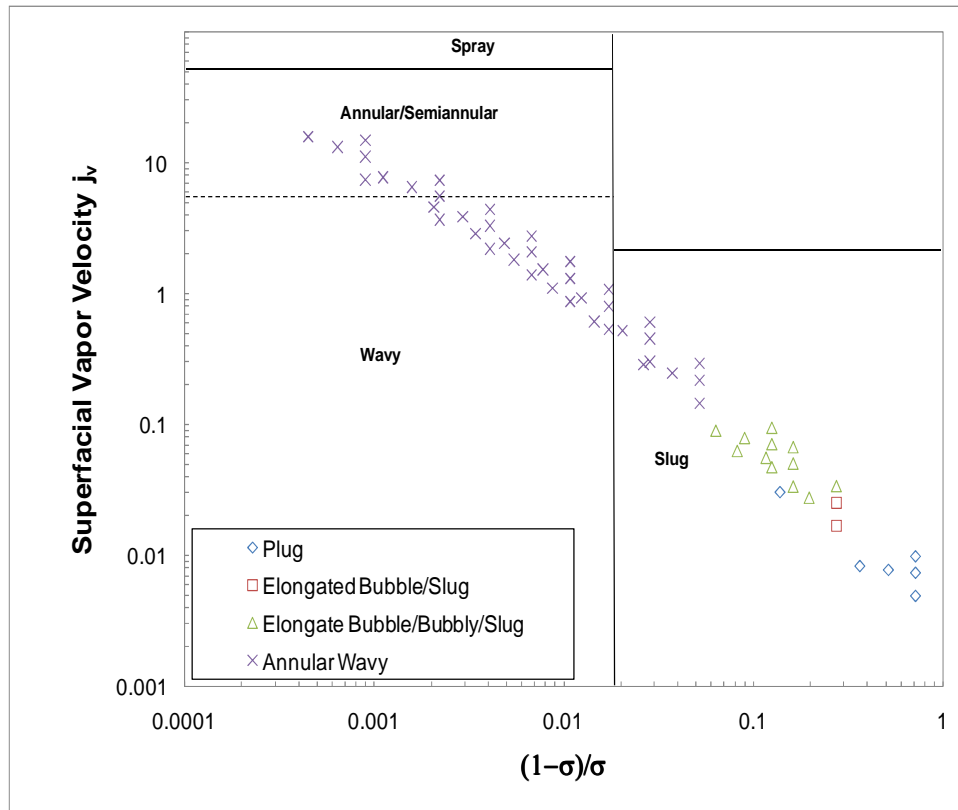 Spray
Annular/Semiannular
Wavy
Slug
Superfacial Vapor Velocity jv
10
1
0.1
0.01
0.001
Plug
Elongated Bubble/Slug
Elongate Bubble/Bubbly/Slug
Annular Wavy
0.0001
0.001
0.01
0.1
1
(1−σ)/σ